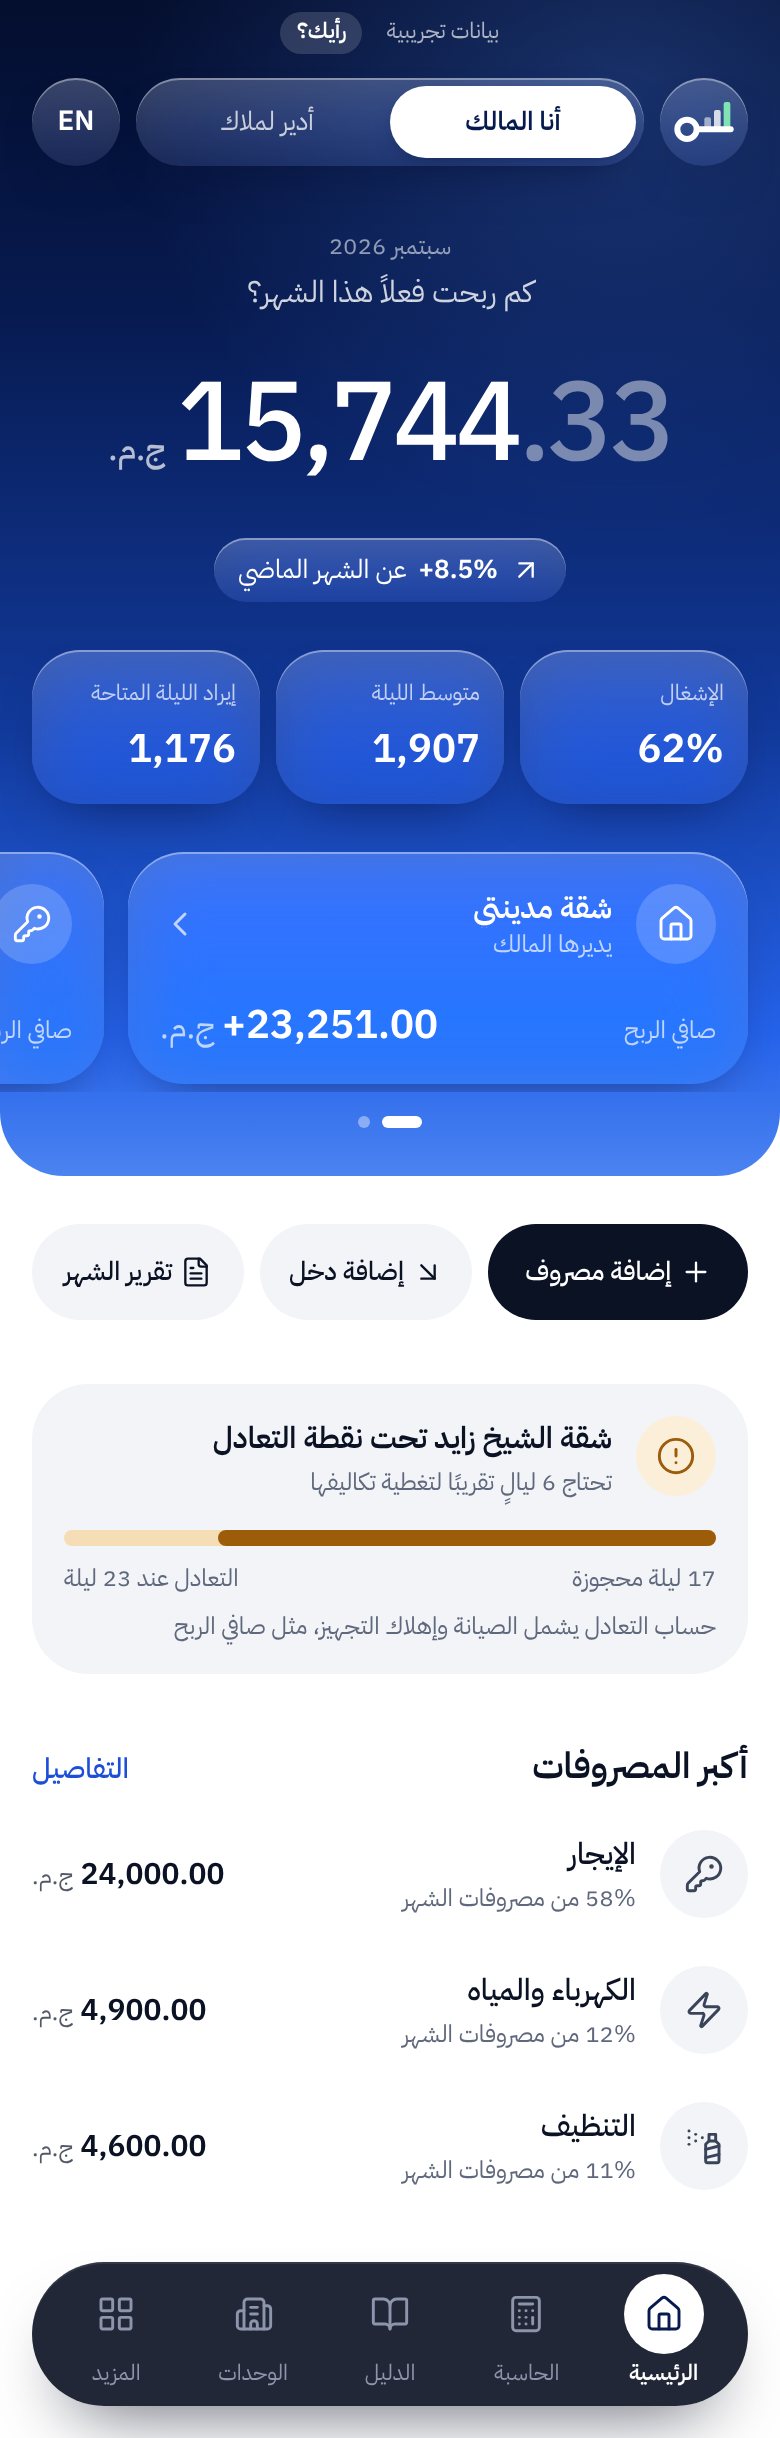 بيانات تجريبية
رأيك؟
أنا المالك
أدير لملاك
EN
سبتمبر 2026
كم ربحت فعلاً هذا الشهر؟
15,744.33 ج.م.
+8.5% عن الشهر الماضي
الإشغال
62%
متوسط الليلة
1,907
إيراد الليلة المتاحة
1,176
شقة مدينتى
يديرها المالك
صافي الربح
+23,251.00 ج.م.
صافي
إضافة مصروف
إضافة دخل
تقرير الشهر
شقة الشيخ زايد تحت نقطة التعادل
تحتاج 6 ليالٍ تقريبًا لتغطية تكاليفها
17 ليلة محجوزة
التعادل عند 23 ليلة
حساب التعادل يشمل الصيانة وإهلاك التجهيز، مثل صافي الربح
أكبر المصروفات
التفاصيل
الإيجار
58% من مصروفات الشهر
24,000.00 ج.م.
الكهرباء والمياه
12% من مصروفات الشهر
4,900.00 ج.م.
التنظيف
11% من مصروفات الشهر
4,600.00 ج.م.
الرئيسية
الحاسبة
الدليل
الوحدات
المزيد